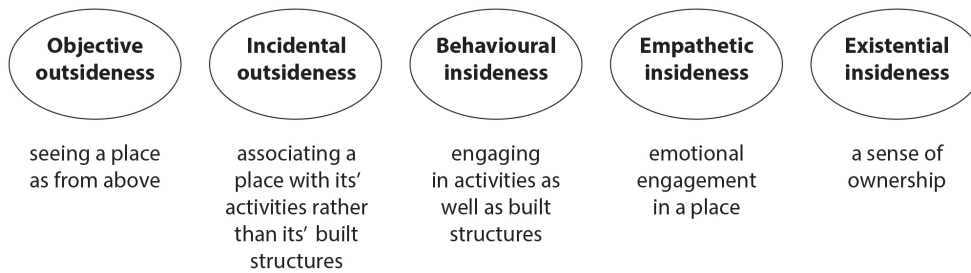 Objective
outsideness
Incidental
outsideness
Behavioural
insideness
Empathetic
insideness
Existential
insideness
seeing a place
as from above
associating a
place with its’
activities rather
than its’ built
structures
engaging
in activities as
well as built
structures
emotional
engagement
in a place
a sense of
ownership